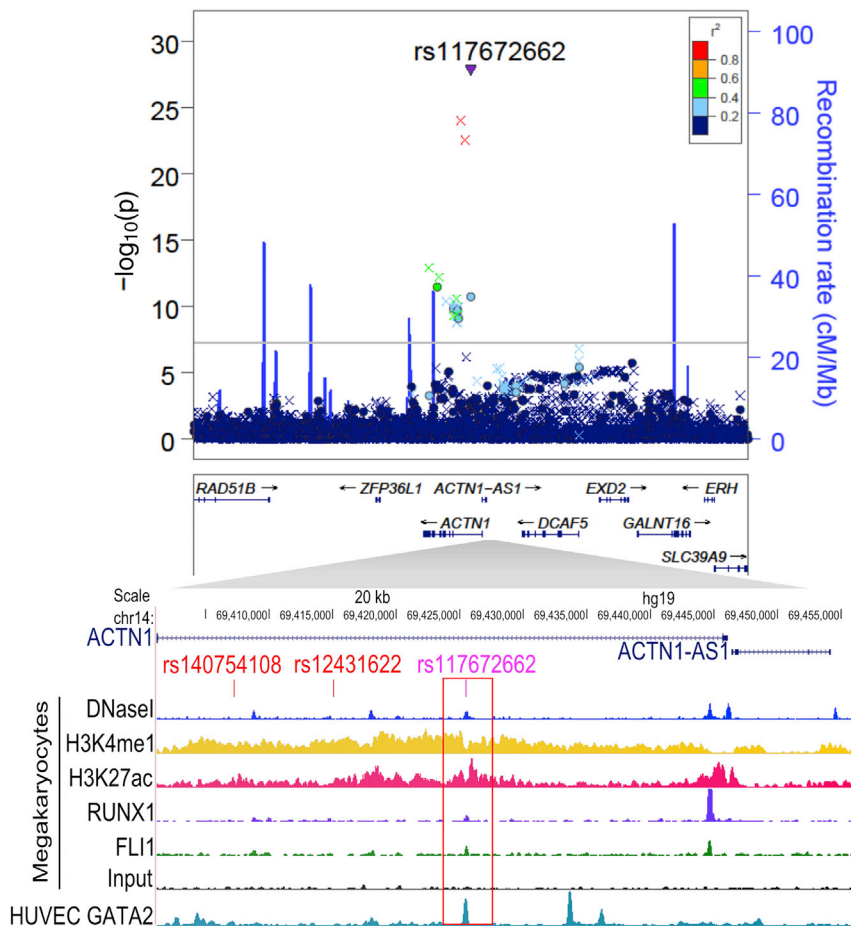 rs117672662
r²
0.8
0.6
0.4
0.2
30
25
20
15
10
5
0
−log₁₀(p)
100
80
60
40
20
0
Recombination rate (cM/Mb)
RAD51B → ← ZFP36L1 ACTN1−AS1 → EXD2 → ← ERH →
← ACTN1 ← DCAF5 GALNT16 →
SLC39A9 →
Scale 20 kb hg19
chr14: 69,410,000 69,415,000 69,420,000 69,425,000 69,430,000 69,435,000 69,440,000 69,445,000 69,450,000 69,455,000
ACTN1
ACTN1-AS1
rs140754108 rs12431622 rs117672662
Megakaryocytes
DNaseI
H3K4me1
H3K27ac
RUNX1
FLI1
Input
HUVEC GATA2